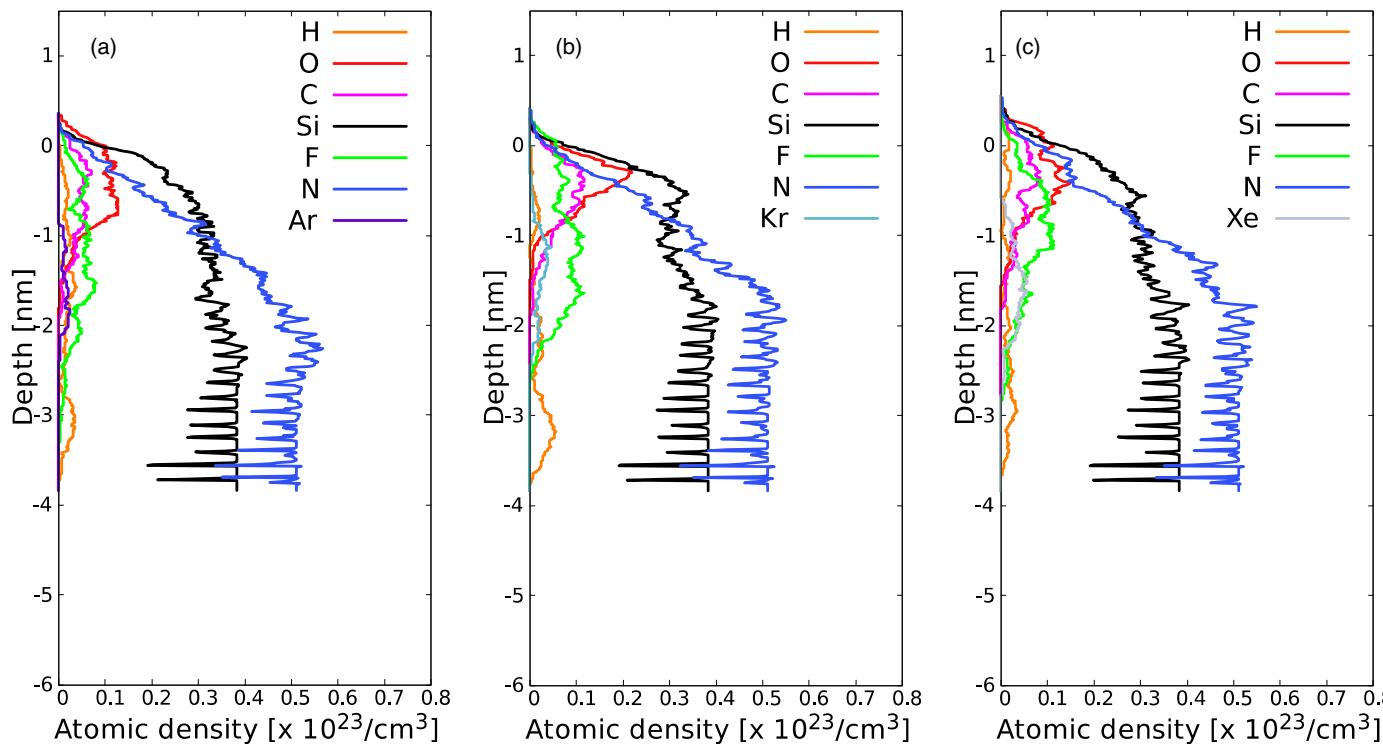 (a)
H
O
C
Si
F
N
Ar
1
0
-1
-2
-3
-4
-5
-6
Depth [nm]
0 0.1 0.2 0.3 0.4 0.5 0.6 0.7 0.8
Atomic density [x 10²³/cm³]
(b)
H
O
C
Si
F
N
Kr
1
0
-1
-2
-3
-4
-5
-6
Depth [nm]
0 0.1 0.2 0.3 0.4 0.5 0.6 0.7 0.8
Atomic density [x 10²³/cm³]
(c)
H
O
C
Si
F
N
Xe
1
0
-1
-2
-3
-4
-5
-6
Depth [nm]
0 0.1 0.2 0.3 0.4 0.5 0.6 0.7 0.8
Atomic density [x 10²³/cm³]